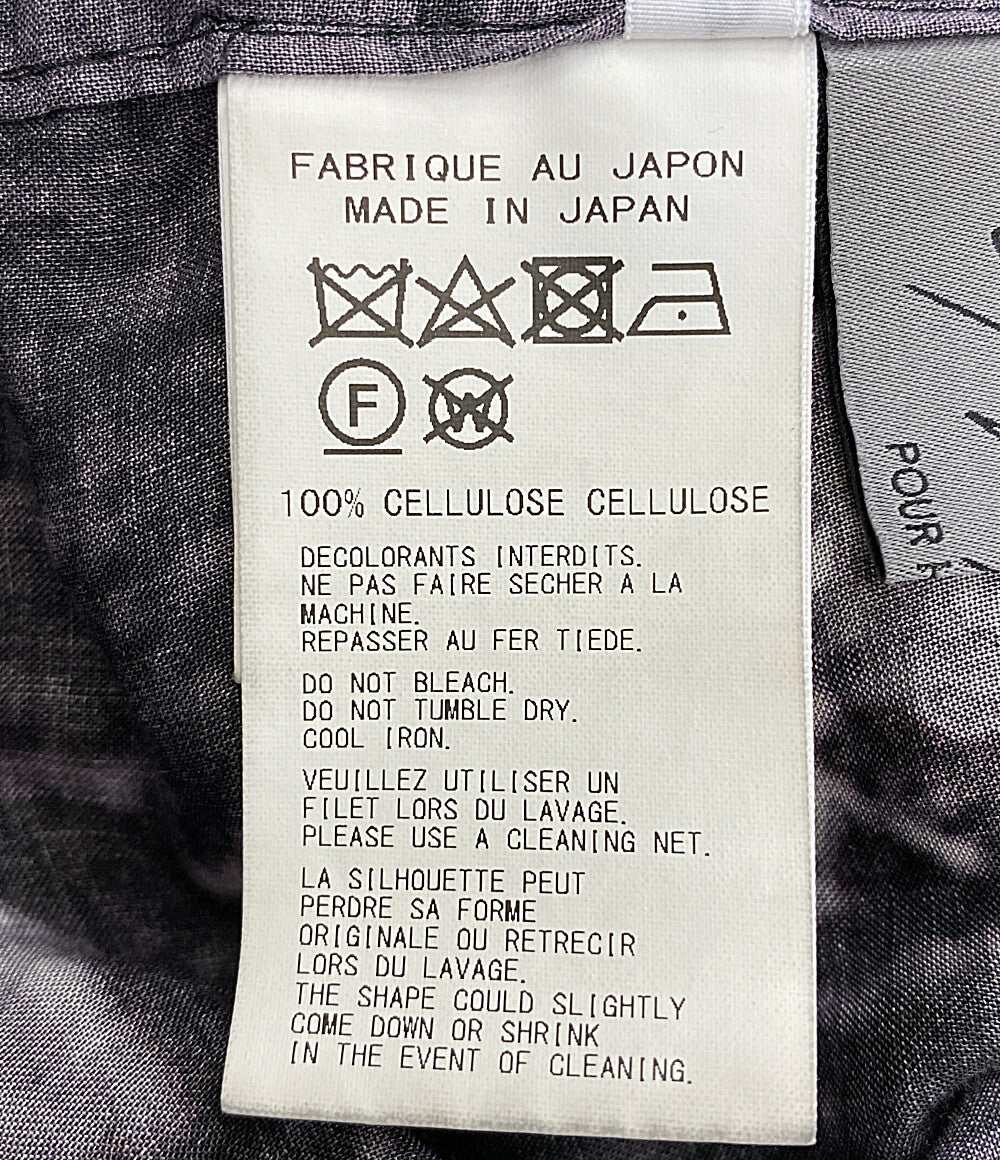 FABRIQUE AU JAPON
MADE IN JAPAN
F W
100% CELLULOSE CELLULOSE
DECOLORANTS INTERDITS.
NE PAS FAIRE SECHER A LA
MACHINE.
REPASSER AU FER TIEDE.
DO NOT BLEACH.
DO NOT TUMBLE DRY.
COOL IRON.
VEUILLEZ UTILISER UN
FILET LORS DU LAVAGE.
PLEASE USE A CLEANING NET.
LA SILHOUETTE PEUT
PERDRE SA FORME
ORIGINALE OU RETRECIR
LORS DU LAVAGE.
THE SHAPE COULD SLIGHTLY
COME DOWN OR SHRINK
IN THE EVENT OF CLEANING.
POUR